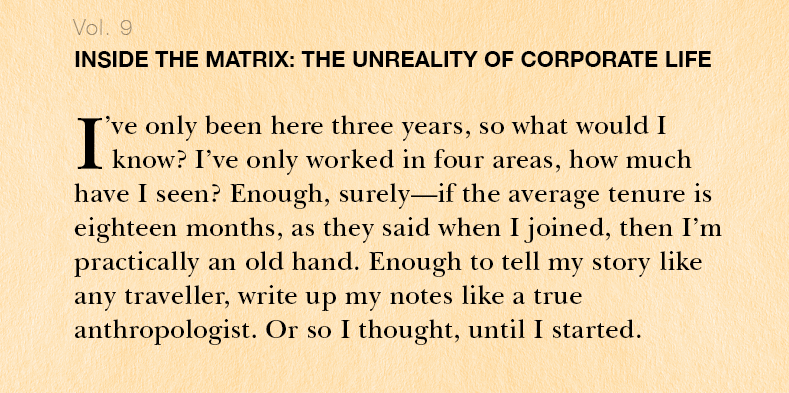 Vol. 9
INSIDE THE MATRIX: THE UNREALITY OF CORPORATE LIFE
I’ve only been here three years, so what would I
know? I’ve only worked in four areas, how much
have I seen? Enough, surely—if the average tenure is
eighteen months, as they said when I joined, then I’m
practically an old hand. Enough to tell my story like
any traveller, write up my notes like a true
anthropologist. Or so I thought, until I started.